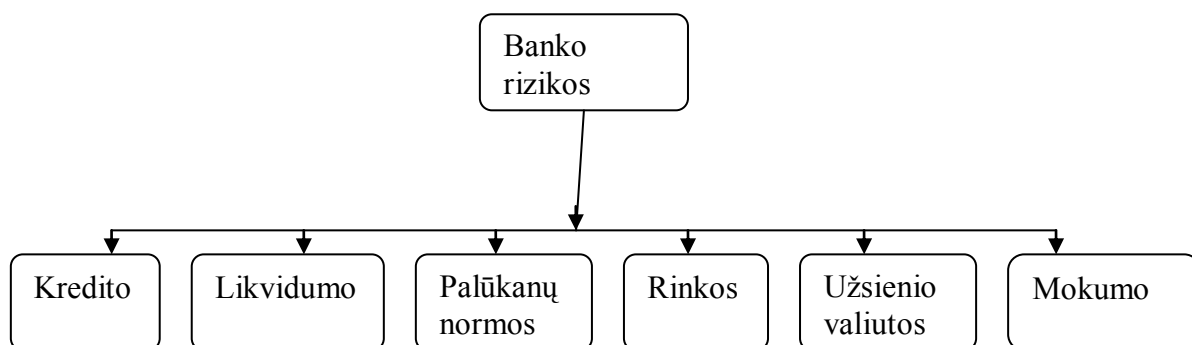 Banko
rizikos
Kredito
Likvidumo
Palūkanų
normos
Rinkos
Užsienio
valiutos
Mokumo